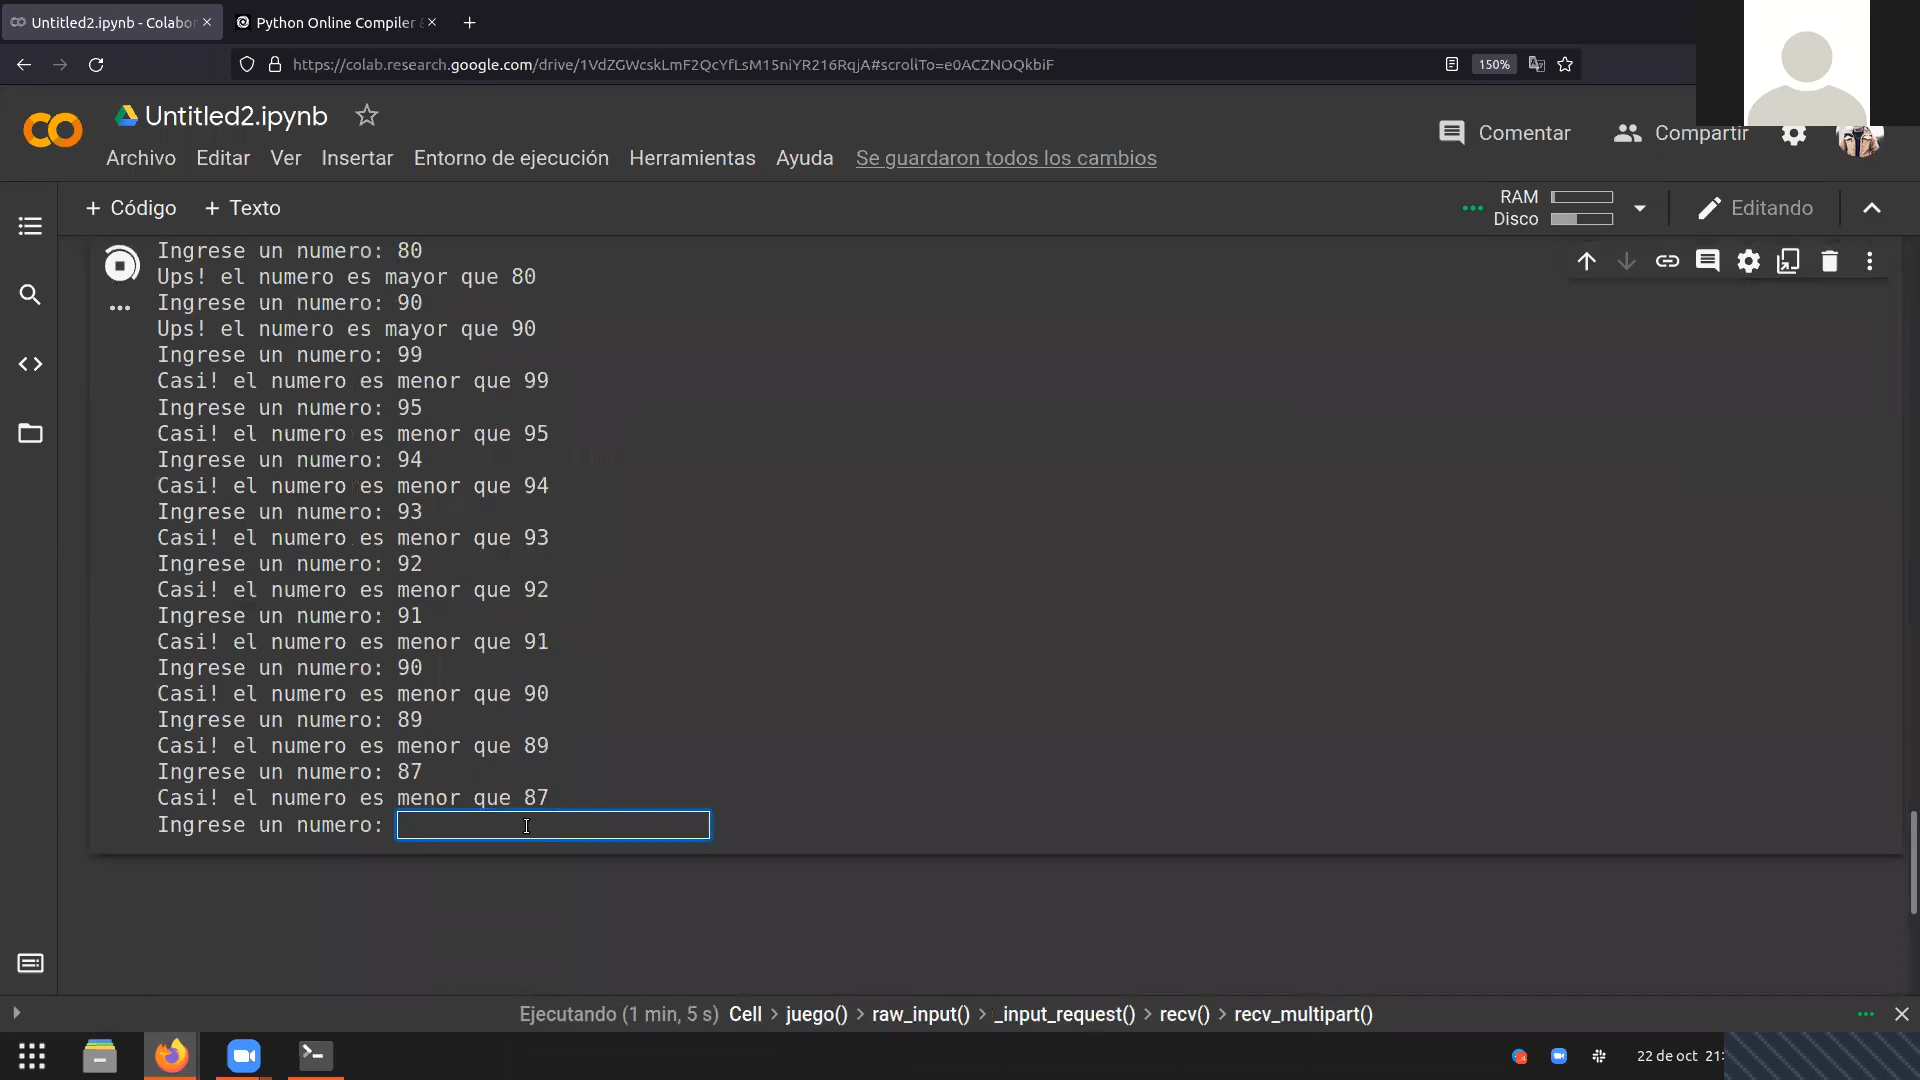 Untitled2.ipynb - Colabor
Python Online Compiler
https://colab.research.google.com/drive/1VdZGWcskLmF2QcYfLsM15niYR216RqjA#scrollTo=e0ACZNOQkbiF
150%
Untitled2.ipynb
Comentar
Compartir
Archivo Editar Ver Insertar Entorno de ejecución Herramientas Ayuda Se guardaron todos los cambios
+ Código + Texto
RAM
Disco
Editando
Ingrese un numero: 80
Ups! el numero es mayor que 80
Ingrese un numero: 90
Ups! el numero es mayor que 90
Ingrese un numero: 99
Casi! el numero es menor que 99
Ingrese un numero: 95
Casi! el numero es menor que 95
Ingrese un numero: 94
Casi! el numero es menor que 94
Ingrese un numero: 93
Casi! el numero es menor que 93
Ingrese un numero: 92
Casi! el numero es menor que 92
Ingrese un numero: 91
Casi! el numero es menor que 91
Ingrese un numero: 90
Casi! el numero es menor que 90
Ingrese un numero: 89
Casi! el numero es menor que 89
Ingrese un numero: 87
Casi! el numero es menor que 87
Ingrese un numero:
Ejecutando (1 min, 5 s) Cell > juego() > raw_input() > _input_request() > recv() > recv_multipart()
22 de oct 21: